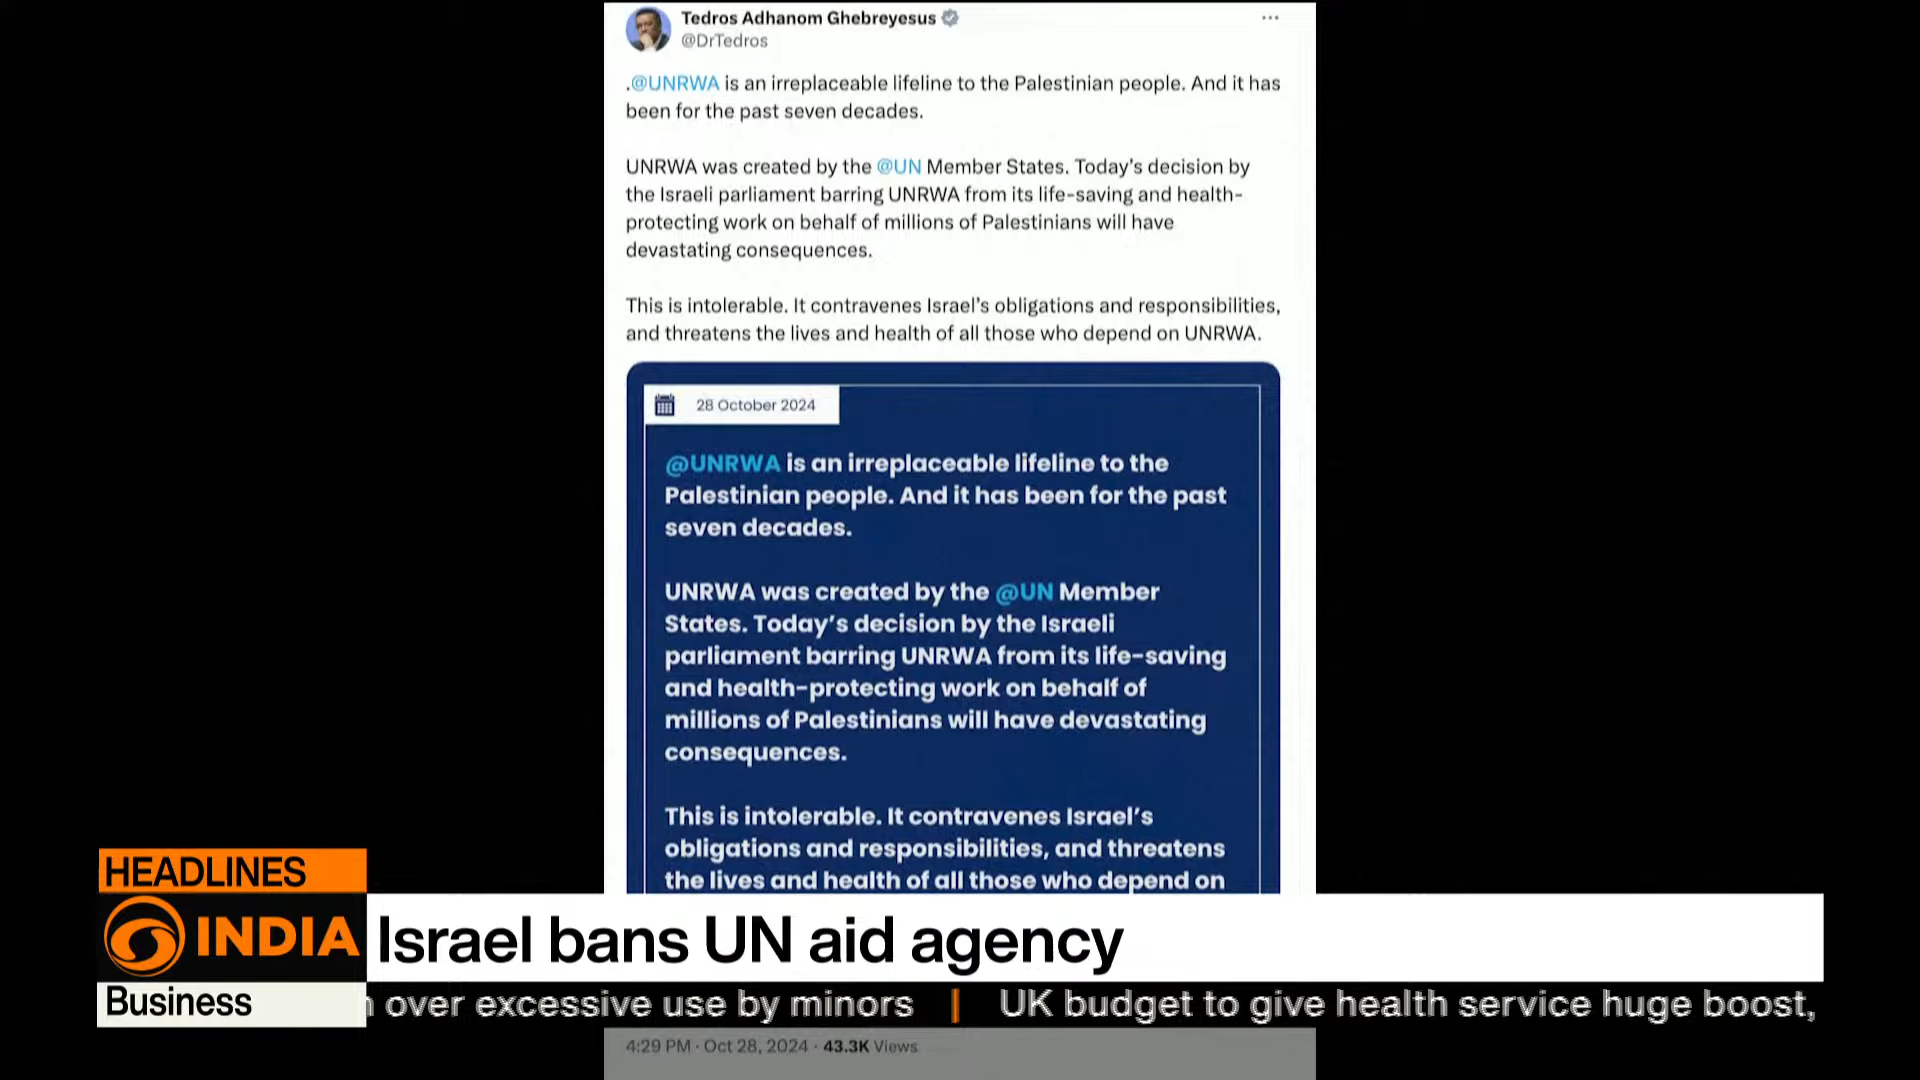 Tedros Adhanom Ghebreyesus
@DrTedros
.@UNRWA is an irreplaceable lifeline to the Palestinian people. And it has
been for the past seven decades.
UNRWA was created by the @UN Member States. Today’s decision by
the Israeli parliament barring UNRWA from its life-saving and health-
protecting work on behalf of millions of Palestinians will have
devastating consequences.
This is intolerable. It contravenes Israel’s obligations and responsibilities,
and threatens the lives and health of all those who depend on UNRWA.
28 October 2024
@UNRWA is an irreplaceable lifeline to the
Palestinian people. And it has been for the past
seven decades.
UNRWA was created by the @UN Member
States. Today’s decision by the Israeli
parliament barring UNRWA from its life-saving
and health-protecting work on behalf of
millions of Palestinians will have devastating
consequences.
This is intolerable. It contravenes Israel’s
obligations and responsibilities, and threatens
the lives and health of all those who depend on
HEADLINES
INDIA
Israel bans UN aid agency
Business
over excessive use by minors | UK budget to give health service huge boost,
4:29 PM · Oct 28, 2024 · 43.3K Views